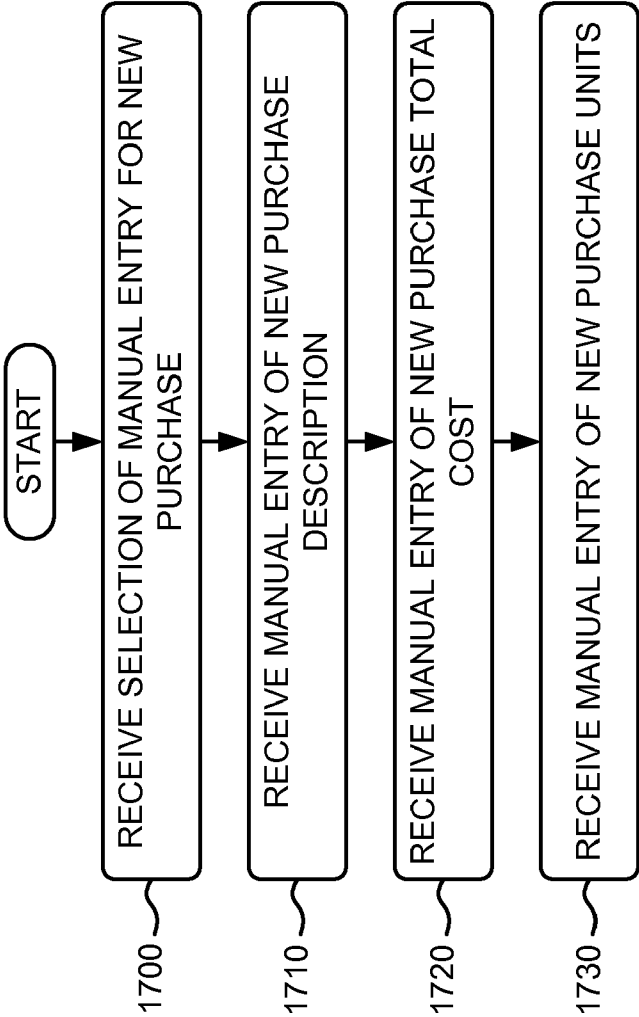 START
1700
RECEIVE SELECTION OF MANUAL ENTRY FOR NEW
PURCHASE
1710
RECEIVE MANUAL ENTRY OF NEW PURCHASE
DESCRIPTION
1720
RECEIVE MANUAL ENTRY OF NEW PURCHASE TOTAL
COST
1730
RECEIVE MANUAL ENTRY OF NEW PURCHASE UNITS